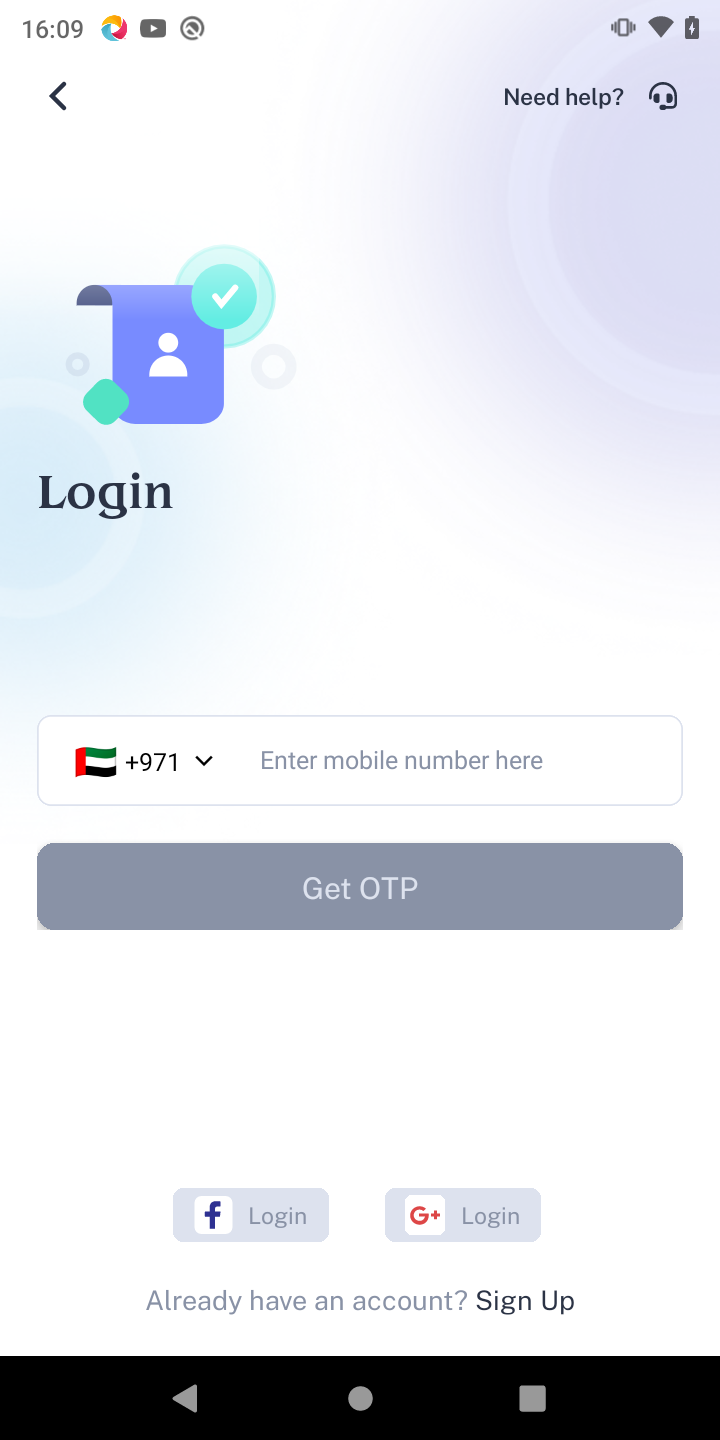 16:09
Need help?
Login
+971 Enter mobile number here
Get OTP
f Login G+ Login
Already have an account? Sign Up